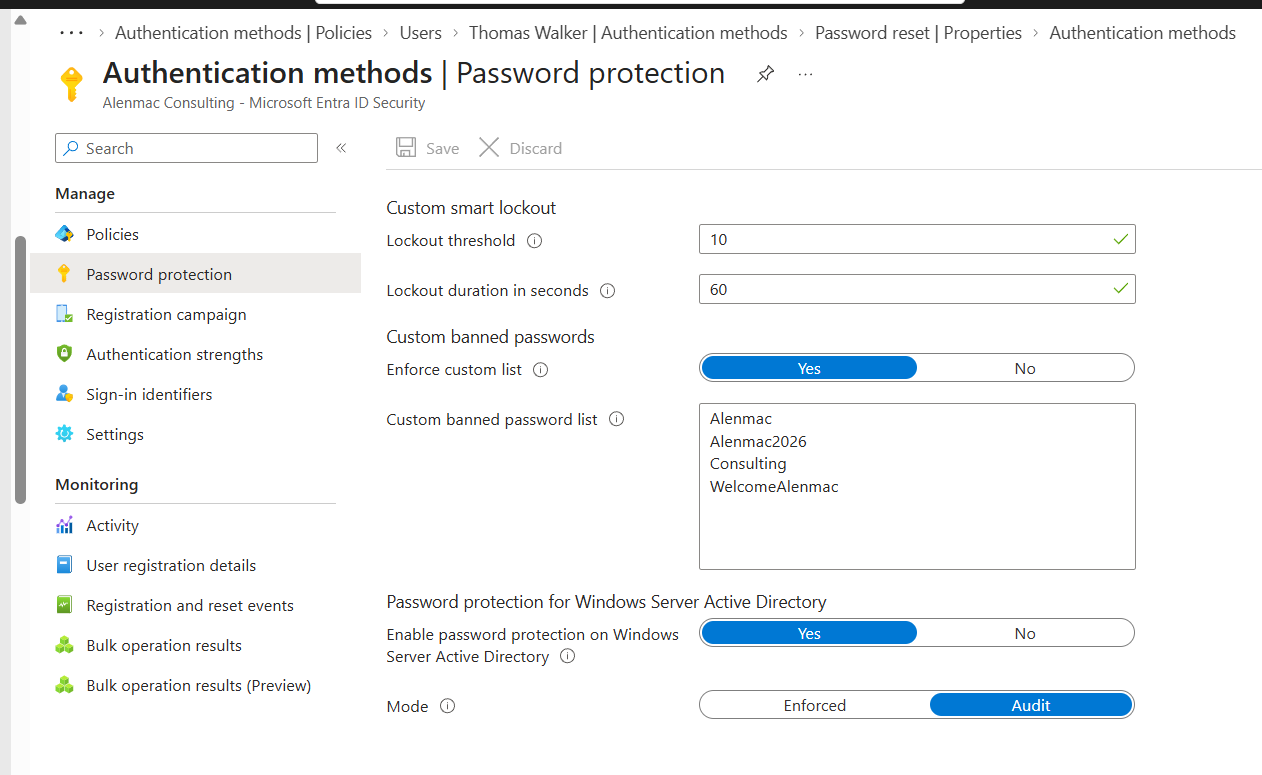 ··· > Authentication methods | Policies > Users > Thomas Walker | Authentication methods > Password reset | Properties > Authentication methods
Authentication methods | Password protection ···
Alenmac Consulting - Microsoft Entra ID Security
Search «
Save Discard
Manage
Policies
Password protection
Registration campaign
Authentication strengths
Sign-in identifiers
Settings
Monitoring
Activity
User registration details
Registration and reset events
Bulk operation results
Bulk operation results (Preview)
Custom smart lockout
Lockout threshold 10
Lockout duration in seconds 60
Custom banned passwords
Enforce custom list Yes No
Custom banned password list
Alenmac
Alenmac2026
Consulting
WelcomeAlenmac
Password protection for Windows Server Active Directory
Enable password protection on Windows
Server Active Directory
Yes No
Mode Enforced Audit